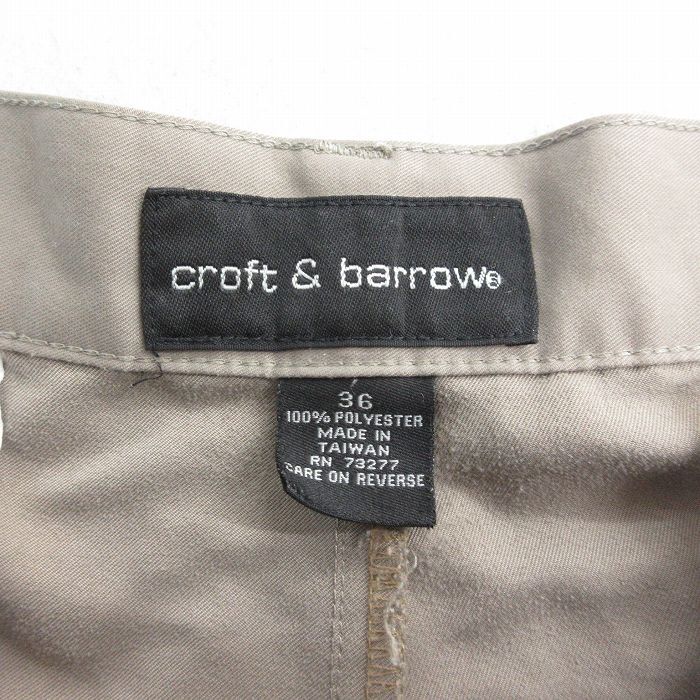 croft & barrow®
36
100% POLYESTER
MADE IN
TAIWAN
RN 73277
CARE ON REVERSE